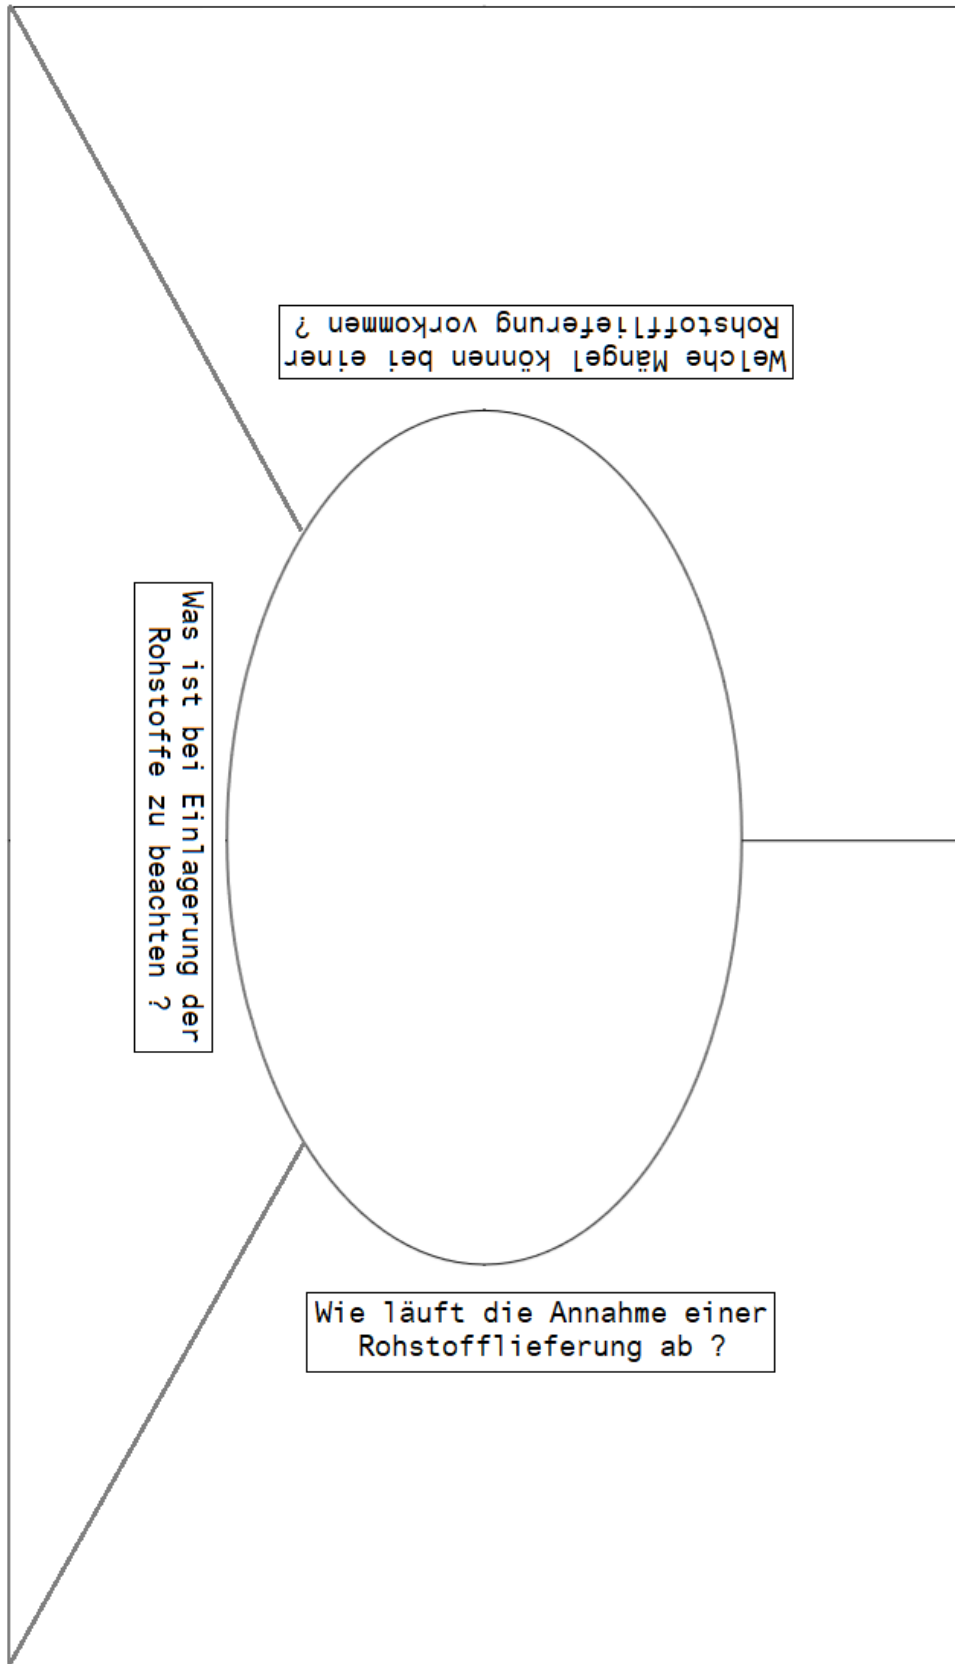 Welche Mängel können bei einer
Rohstofflieferung vorkommen ?
Was ist bei Einlagerung der
Rohstoffe zu beachten ?
Wie läuft die Annahme einer
Rohstofflieferung ab ?